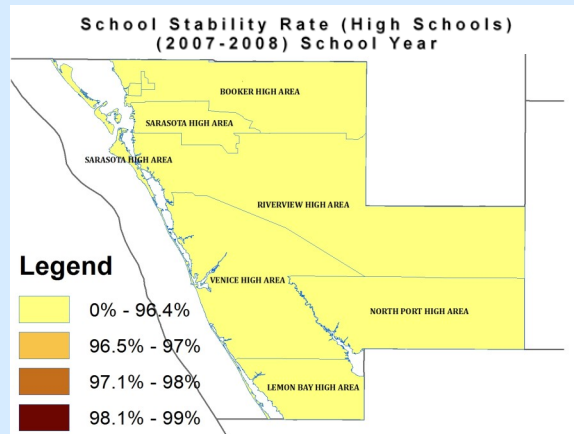 School Stability Rate (High Schools)
(2007-2008) School Year
BOOKER HIGH AREA
SARASOTA HIGH AREA
SARASOTA HIGH AREA
RIVERVIEW HIGH AREA
VENICE HIGH AREA
NORTH PORT HIGH AREA
LEMON BAY HIGH AREA
Legend
0% - 96.4%
96.5% - 97%
97.1% - 98%
98.1% - 99%